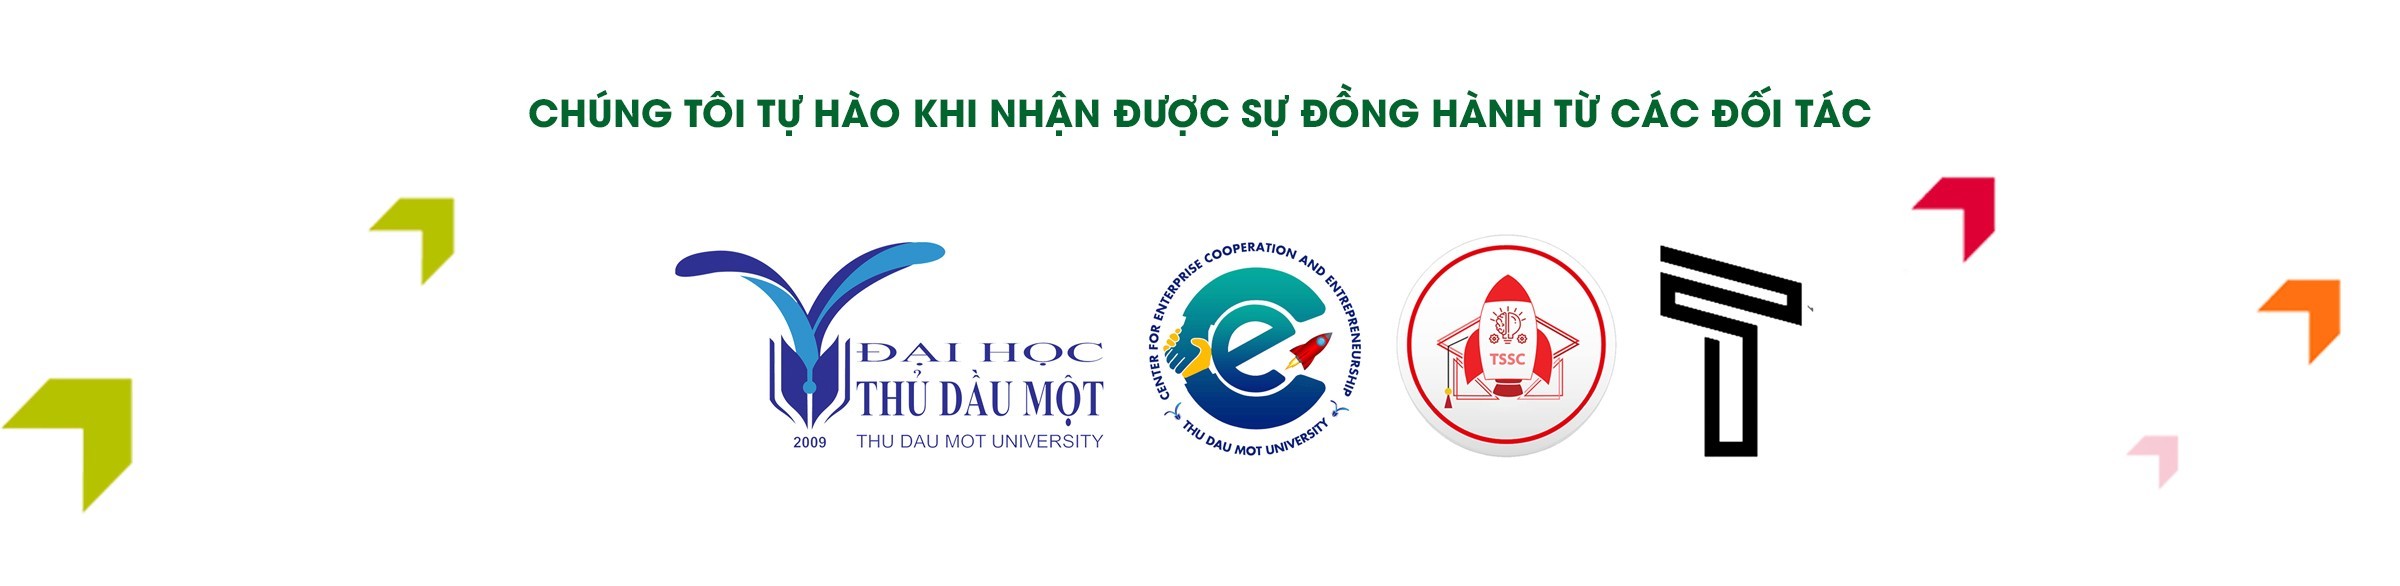 CHÚNG TÔI TỰ HÀO KHI NHẬN ĐƯỢC SỰ ĐỒNG HÀNH TỪ CÁC ĐỐI TÁC
ĐẠI HỌC
THỦ DẦU MỘT
2009 THU DAU MOT UNIVERSITY
CENTER FOR ENTERPRISE COOPERATION AND ENTREPRENEURSHIP
e
THU DAU MOT UNIVERSITY
TSSC
T